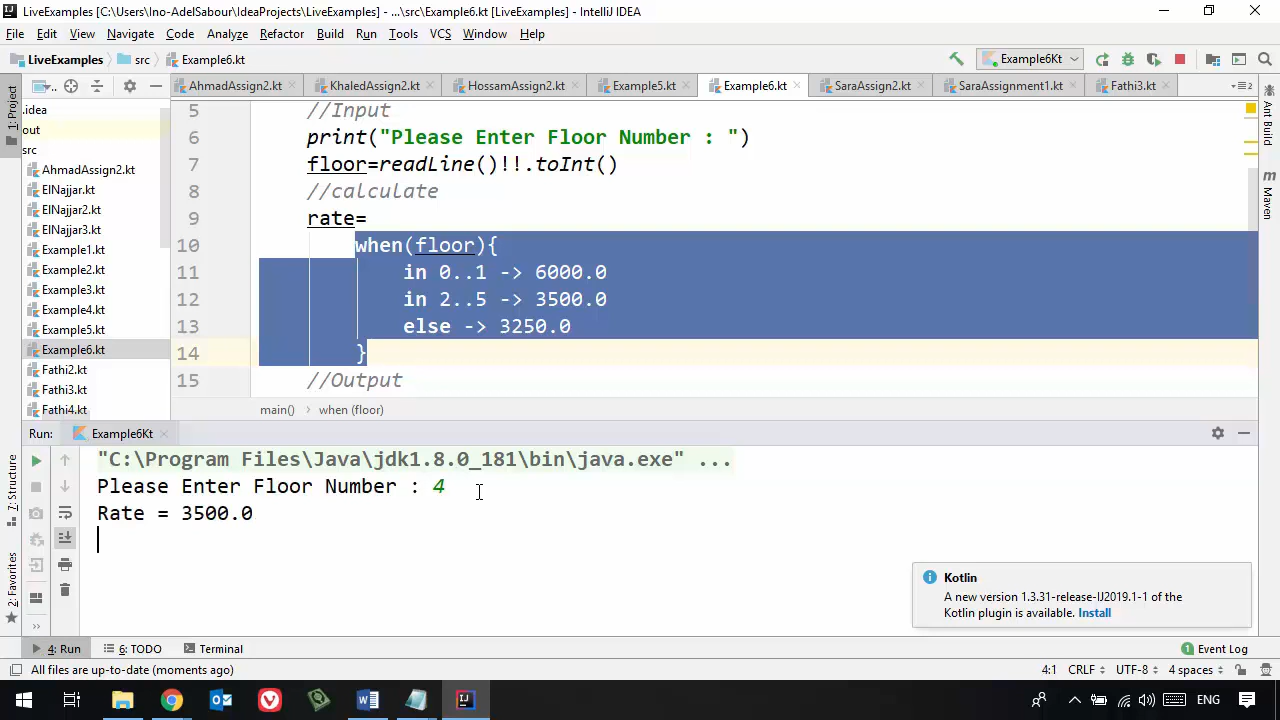 LiveExamples [C:\Users\Ino-AdelSabour\IdeaProjects\LiveExamples] - ...\src\Example6.kt [LiveExamples] - IntelliJ IDEA
File Edit View Navigate Code Analyze Refactor Build Run Tools VCS Window Help
LiveExamples src Example6.kt Example6Kt
AhmadAssign2.kt KhaledAssign2.kt HossamAssign2.kt Example5.kt Example6.kt SaraAssign2.kt SaraAssignment1.kt Fathi3.kt
1: Project
.idea
out
src
AhmadAssign2.kt
ElNajjar.kt
ElNajjar2.kt
ElNajjar3.kt
Example1.kt
Example2.kt
Example3.kt
Example4.kt
Example5.kt
Example6.kt
Fathi2.kt
Fathi3.kt
Fathi4.kt
5 //Input
6 print("Please Enter Floor Number : ")
7 floor=readLine()!!.toInt()
8 //calculate
9 rate=
10 when(floor){
11 in 0..1 -> 6000.0
12 in 2..5 -> 3500.0
13 else -> 3250.0
14 }
15 //Output
main() when (floor)
Ant Build
m
Maven
Run: Example6Kt
"C:\Program Files\Java\jdk1.8.0_181\bin\java.exe" ...
Please Enter Floor Number : 4
Rate = 3500.0
7: Structure
2: Favorites
Kotlin
A new version 1.3.31-release-IJ2019.1-1 of the
Kotlin plugin is available. Install
4: Run 6: TODO Terminal 1 Event Log
All files are up-to-date (moments ago) 4:1 CRLF UTF-8 4 spaces
ENG